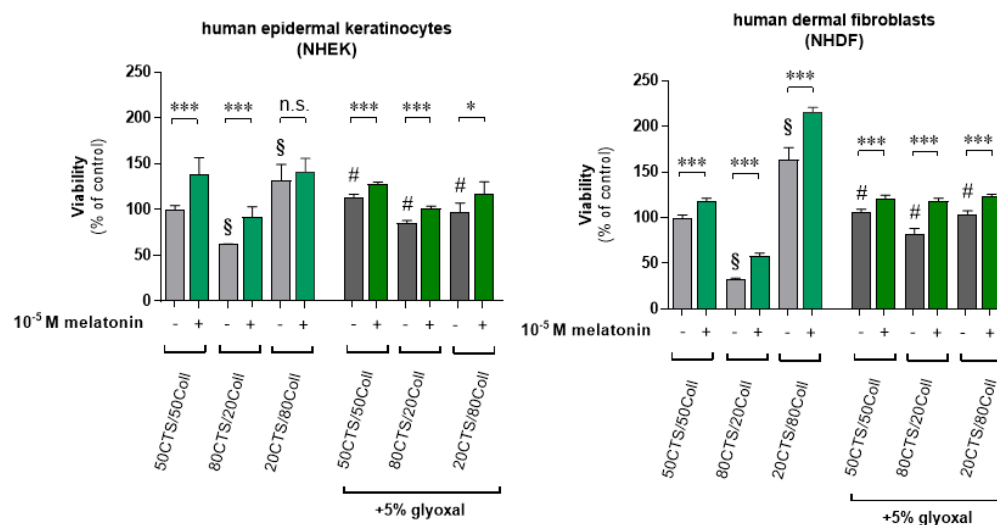 human epidermal keratinocytes
(NHEK)
Viability
(% of control)
250
200
150
100
50
0
***
***
n.s.
***
***
*
§
§
#
#
#
10-5 M melatonin
- + - + - + - + - + - +
50CTS/50Coll
80CTS/20Coll
20CTS/80Coll
50CTS/50Coll
80CTS/20Coll
20CTS/80Coll
+5% glyoxal
human dermal fibroblasts
(NHDF)
Viability
(% of control)
250
200
150
100
50
0
***
***
***
***
***
***
§
§
#
#
#
10-5 M melatonin
- + - + - + - + - + - +
50CTS/50Coll
80CTS/20Coll
20CTS/80Coll
50CTS/50Coll
80CTS/20Coll
20CTS/80Coll
+5% glyoxal